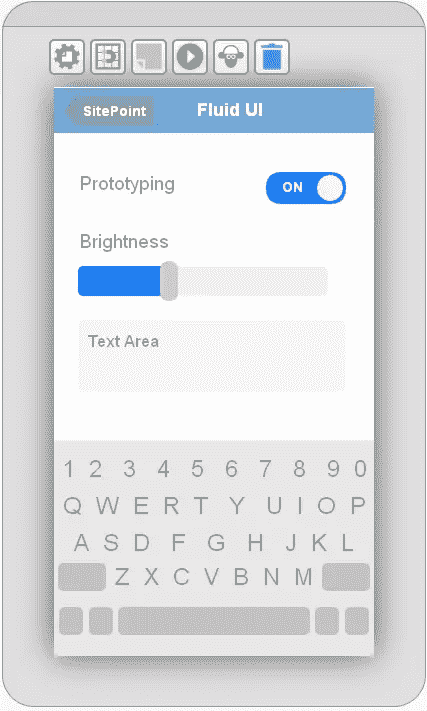 SitePoint Fluid UI
Prototyping ON
Brightness
Text Area
1 2 3 4 5 6 7 8 9 0
Q W E R T Y U I O P
A S D F G H J K L
Z X C V B N M